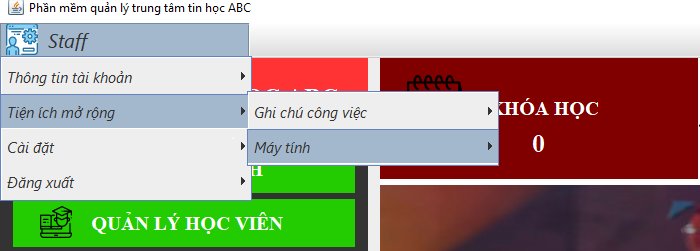 Phần mềm quản lý trung tâm tin học ABC
Staff
Thông tin tài khoản
Tiện ích mở rộng
Cài đặt
Đăng xuất
Ghi chú công việc
Máy tính
KHÓA HỌC
0
QUẢN LÝ HỌC VIÊN